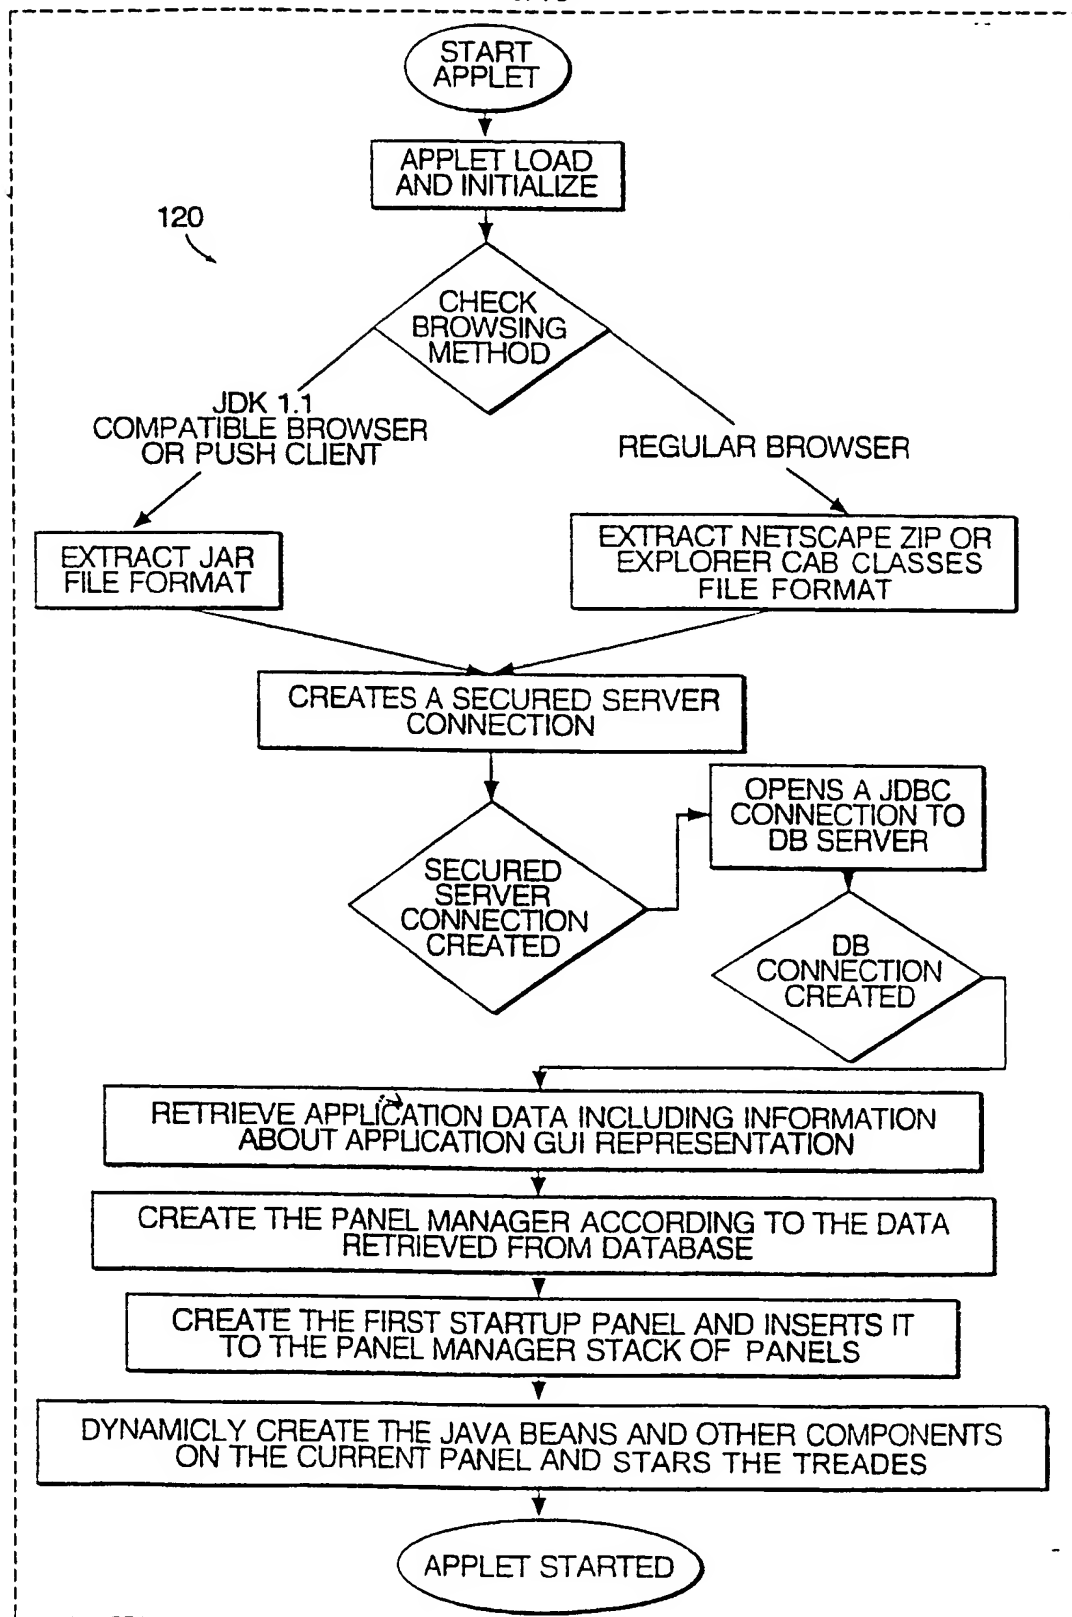 START
APPLET
APPLET LOAD
AND INITIALIZE
120
CHECK
BROWSING
METHOD
JDK 1.1
COMPATIBLE BROWSER
OR PUSH CLIENT
REGULAR BROWSER
EXTRACT JAR
FILE FORMAT
EXTRACT NETSCAPE ZIP OR
EXPLORER CAB CLASSES
FILE FORMAT
CREATES A SECURED SERVER
CONNECTION
SECURED
SERVER
CONNECTION
CREATED
OPENS A JDBC
CONNECTION TO
DB SERVER
DB
CONNECTION
CREATED
RETRIEVE APPLICATION DATA INCLUDING INFORMATION
ABOUT APPLICATION GUI REPRESENTATION
CREATE THE PANEL MANAGER ACCORDING TO THE DATA
RETRIEVED FROM DATABASE
CREATE THE FIRST STARTUP PANEL AND INSERTS IT
TO THE PANEL MANAGER STACK OF PANELS
DYNAMICLY CREATE THE JAVA BEANS AND OTHER COMPONENTS
ON THE CURRENT PANEL AND STARS THE TREADES
APPLET STARTED